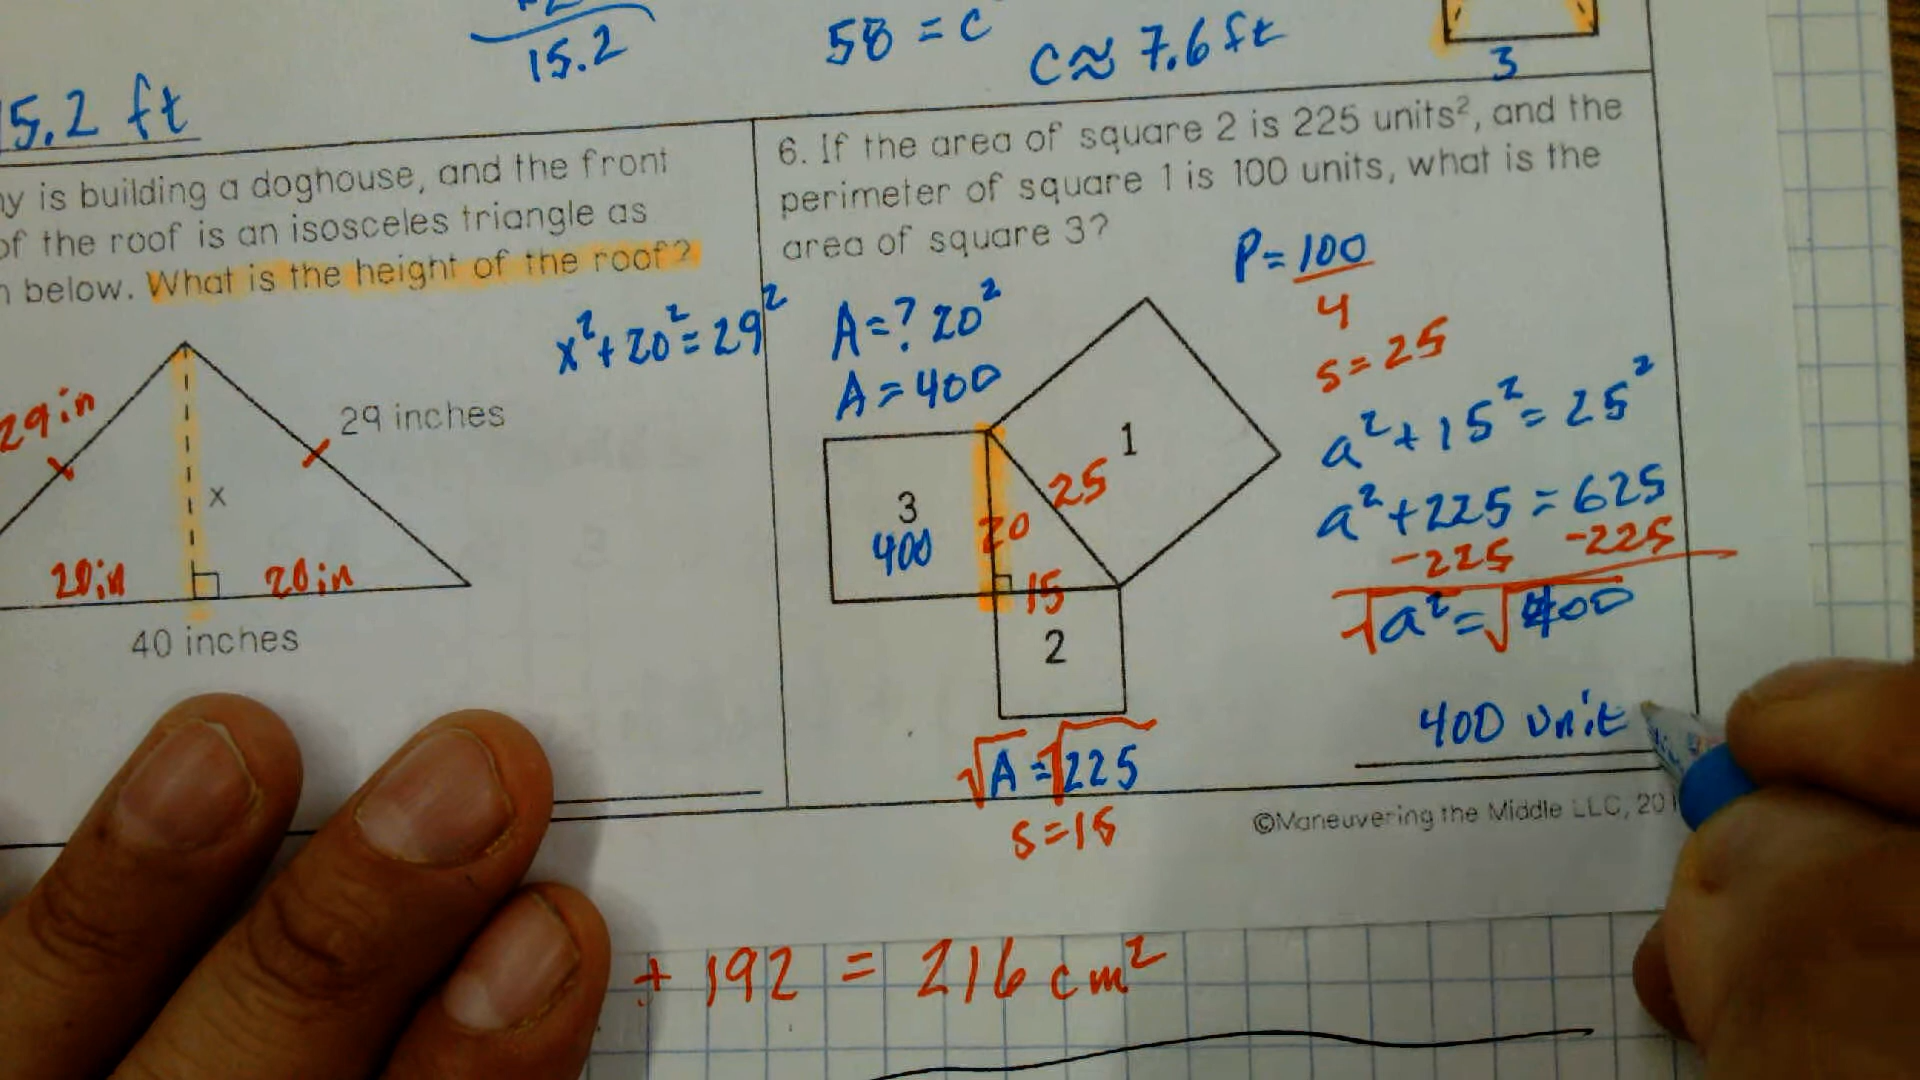 15.2
58 = c
c ≈ 7.6 ft
3
5.2 ft
y is building a doghouse, and the front
of the roof is an isosceles triangle as
below. What is the height of the roof?
x² + 20² = 29²
29 in
29 inches
x
20 in
20 in
40 inches
6. If the area of square 2 is 225 units², and the
perimeter of square 1 is 100 units, what is the
area of square 3?
P = 100
4
s = 25
A = ? 20²
A = 400
1
25
3
400
20
15
2
√A = √225
s = 15
a² + 15² = 25²
a² + 225 = 625
-225 -225
√a² = √400
400 unit
©Maneuvering the Middle LLC, 201
+ 192 = 216 cm²